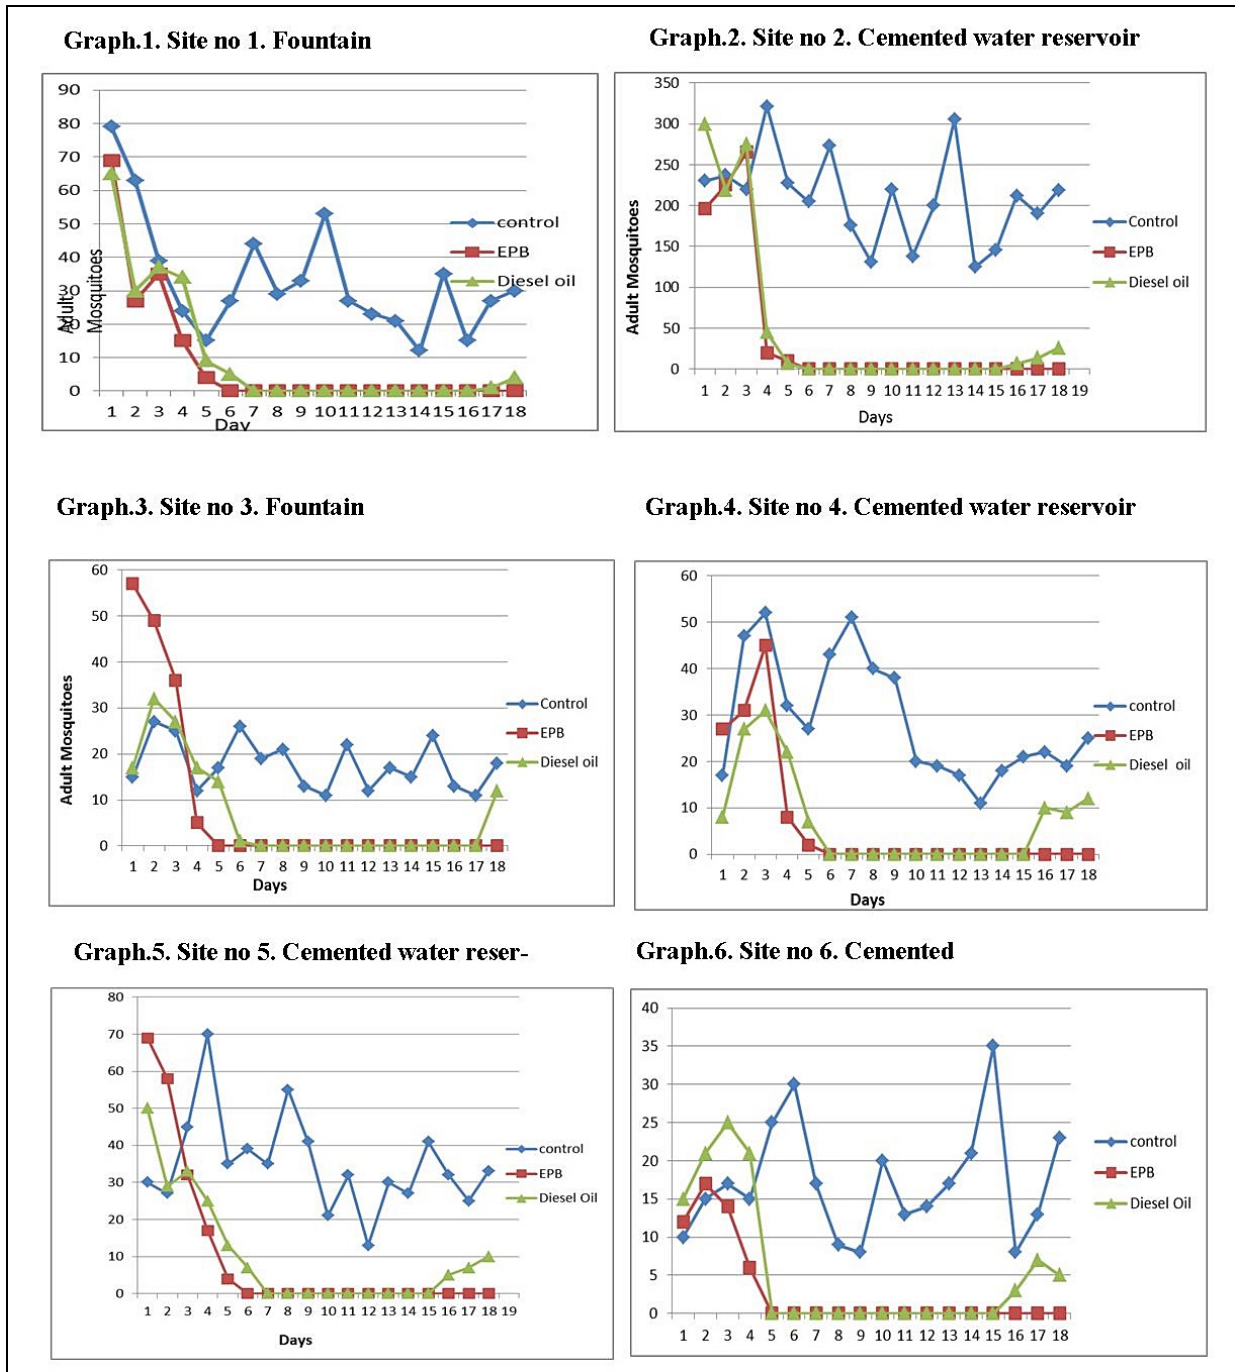 Graph.1. Site no 1. Fountain
90
80
70
60
50
40
30
20
10
0
Adult
Mosquitoes
control
EPB
Diesel oil
1 2 3 4 5 6 7 8 9 10 11 12 13 14 15 16 17 18
Day
Graph.2. Site no 2. Cemented water reservoir
350
300
250
200
150
100
50
0
Adult Mosquitoes
Control
EPB
Diesel oil
1 2 3 4 5 6 7 8 9 10 11 12 13 14 15 16 17 18 19
Days
Graph.3. Site no 3. Fountain
60
50
40
30
20
10
0
Adult Mosquitoes
Control
EPB
Diesel oil
1 2 3 4 5 6 7 8 9 10 11 12 13 14 15 16 17 18
Days
Graph.4. Site no 4. Cemented water reservoir
60
50
40
30
20
10
0
control
EPB
Diesel oil
1 2 3 4 5 6 7 8 9 10 11 12 13 14 15 16 17 18
Days
Graph.5. Site no 5. Cemented water reser-
80
70
60
50
40
30
20
10
0
control
EPB
Diesel Oil
1 2 3 4 5 6 7 8 9 10 11 12 13 14 15 16 17 18 19
Days
Graph.6. Site no 6. Cemented
40
35
30
25
20
15
10
5
0
control
EPB
Diesel Oil
1 2 3 4 5 6 7 8 9 10 11 12 13 14 15 16 17 18